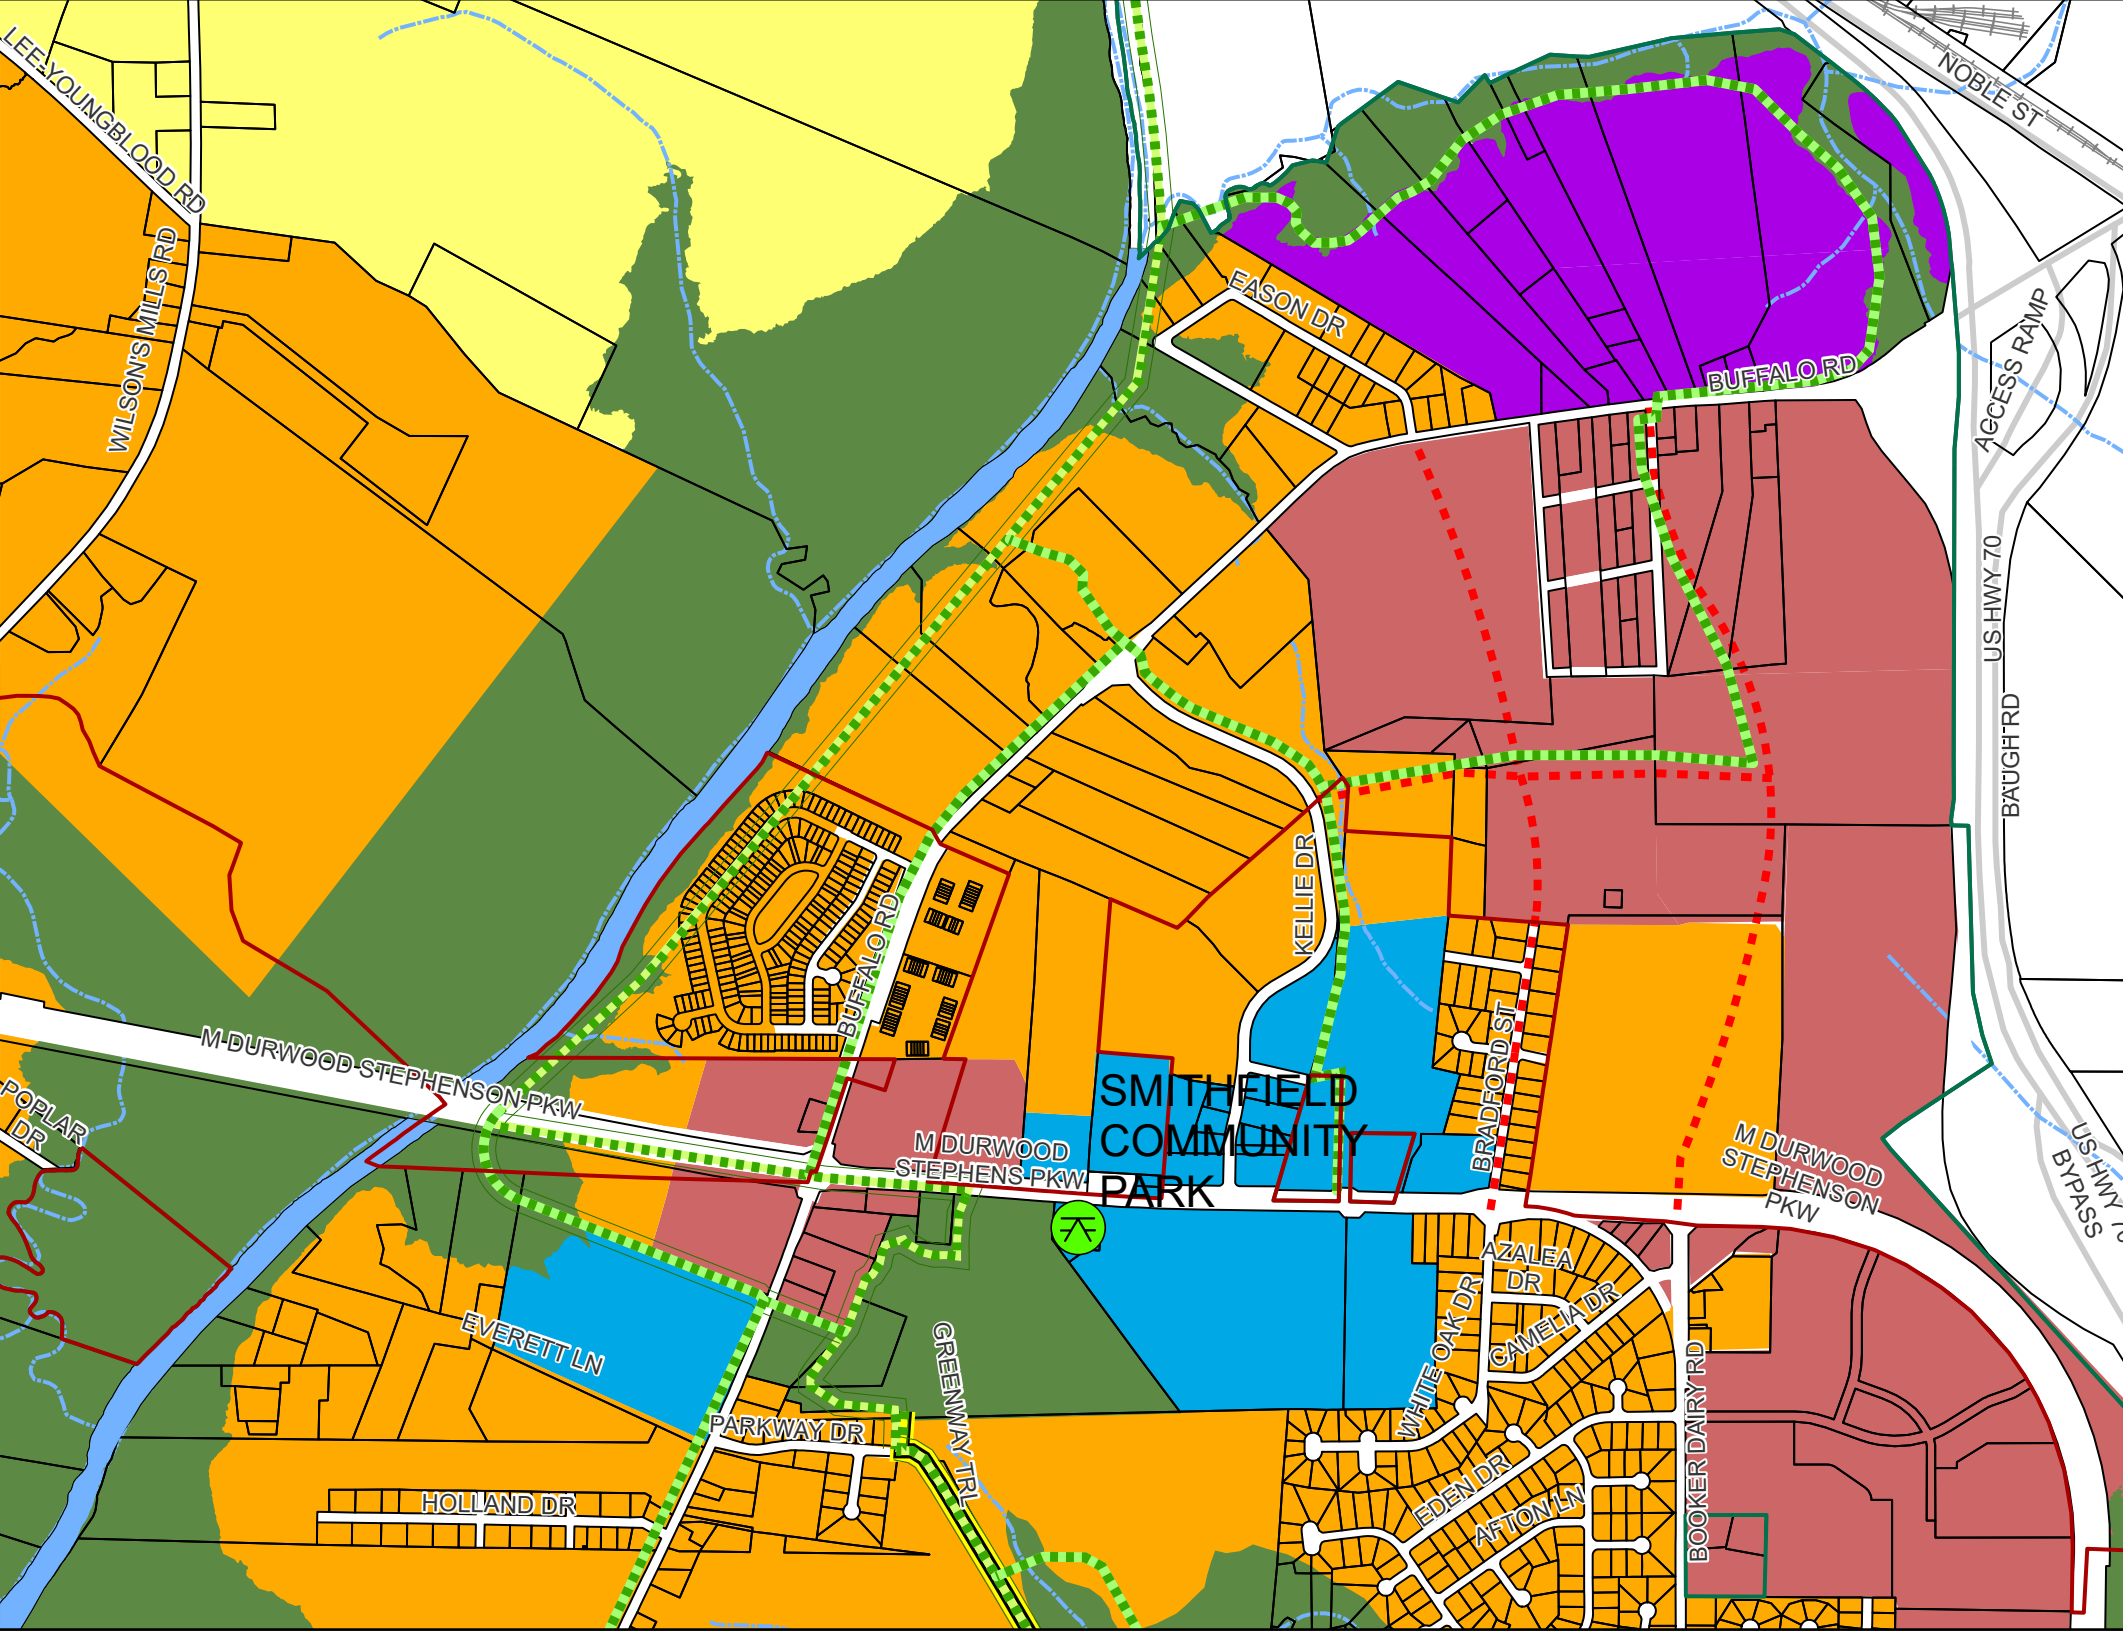 LEE-YOUNGBLOOD RD
NOBLE ST
WILSON'S MILLS RD
EASON DR
ACCESS RAMP
BUFFALO RD
US HWY 70
BAUGH RD
KELLIE DR
BUFFALO RD
M DURWOOD STEPHENSON PKW
POPLAR
DR
BRADFORD ST
SMITHFIELD
COMMUNITY
PARK
M DURWOOD
STEPHENS PKW
M DURWOOD
STEPHENSON
PKW
US HWY 70
BYPASS
AZALEA
DR
CAMELIA DR
WHITE OAK DR
EVERETT LN
GREENWAY TRL
BOOKER DAIRY RD
PARKWAY DR
HOLLAND DR
EDEN DR
AFTON LN